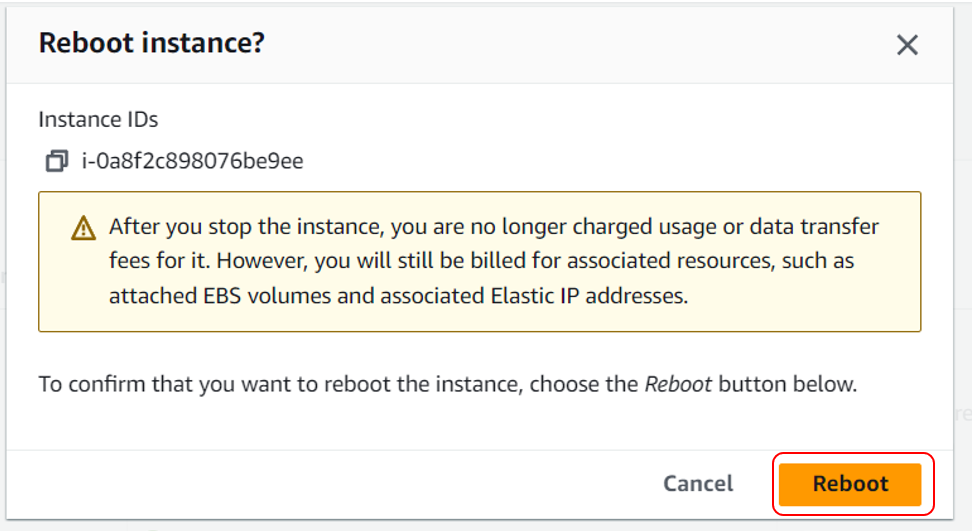 Reboot instance?
Instance IDs
i-0a8f2c898076be9ee
After you stop the instance, you are no longer charged usage or data transfer
fees for it. However, you will still be billed for associated resources, such as
attached EBS volumes and associated Elastic IP addresses.
To confirm that you want to reboot the instance, choose the Reboot button below.
Cancel
Reboot